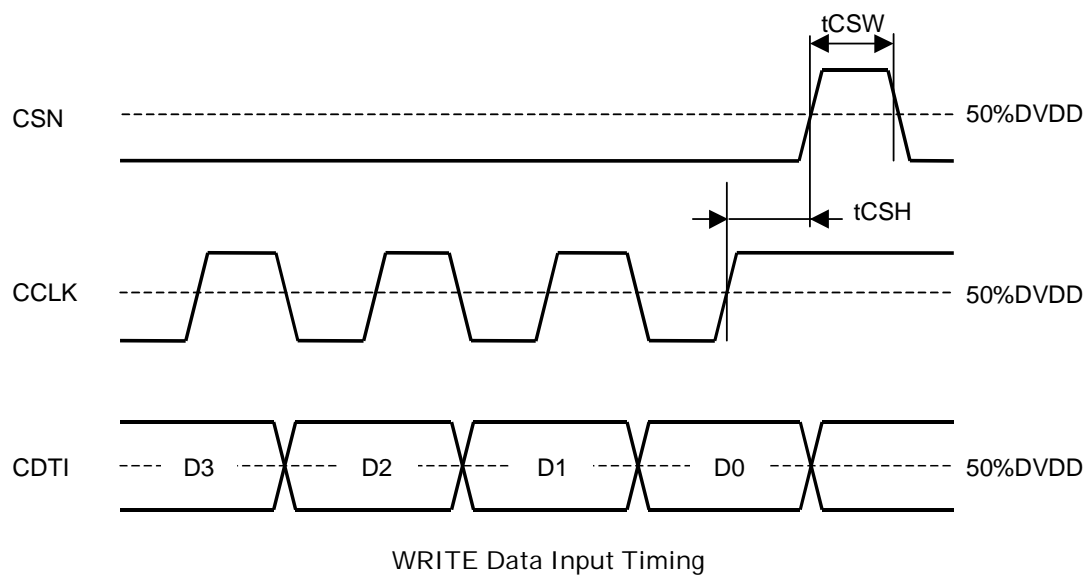 tCSW
CSN
50%DVDD
tCSH
CCLK
50%DVDD
CDTI
D3
D2
D1
D0
50%DVDD
WRITE Data Input Timing